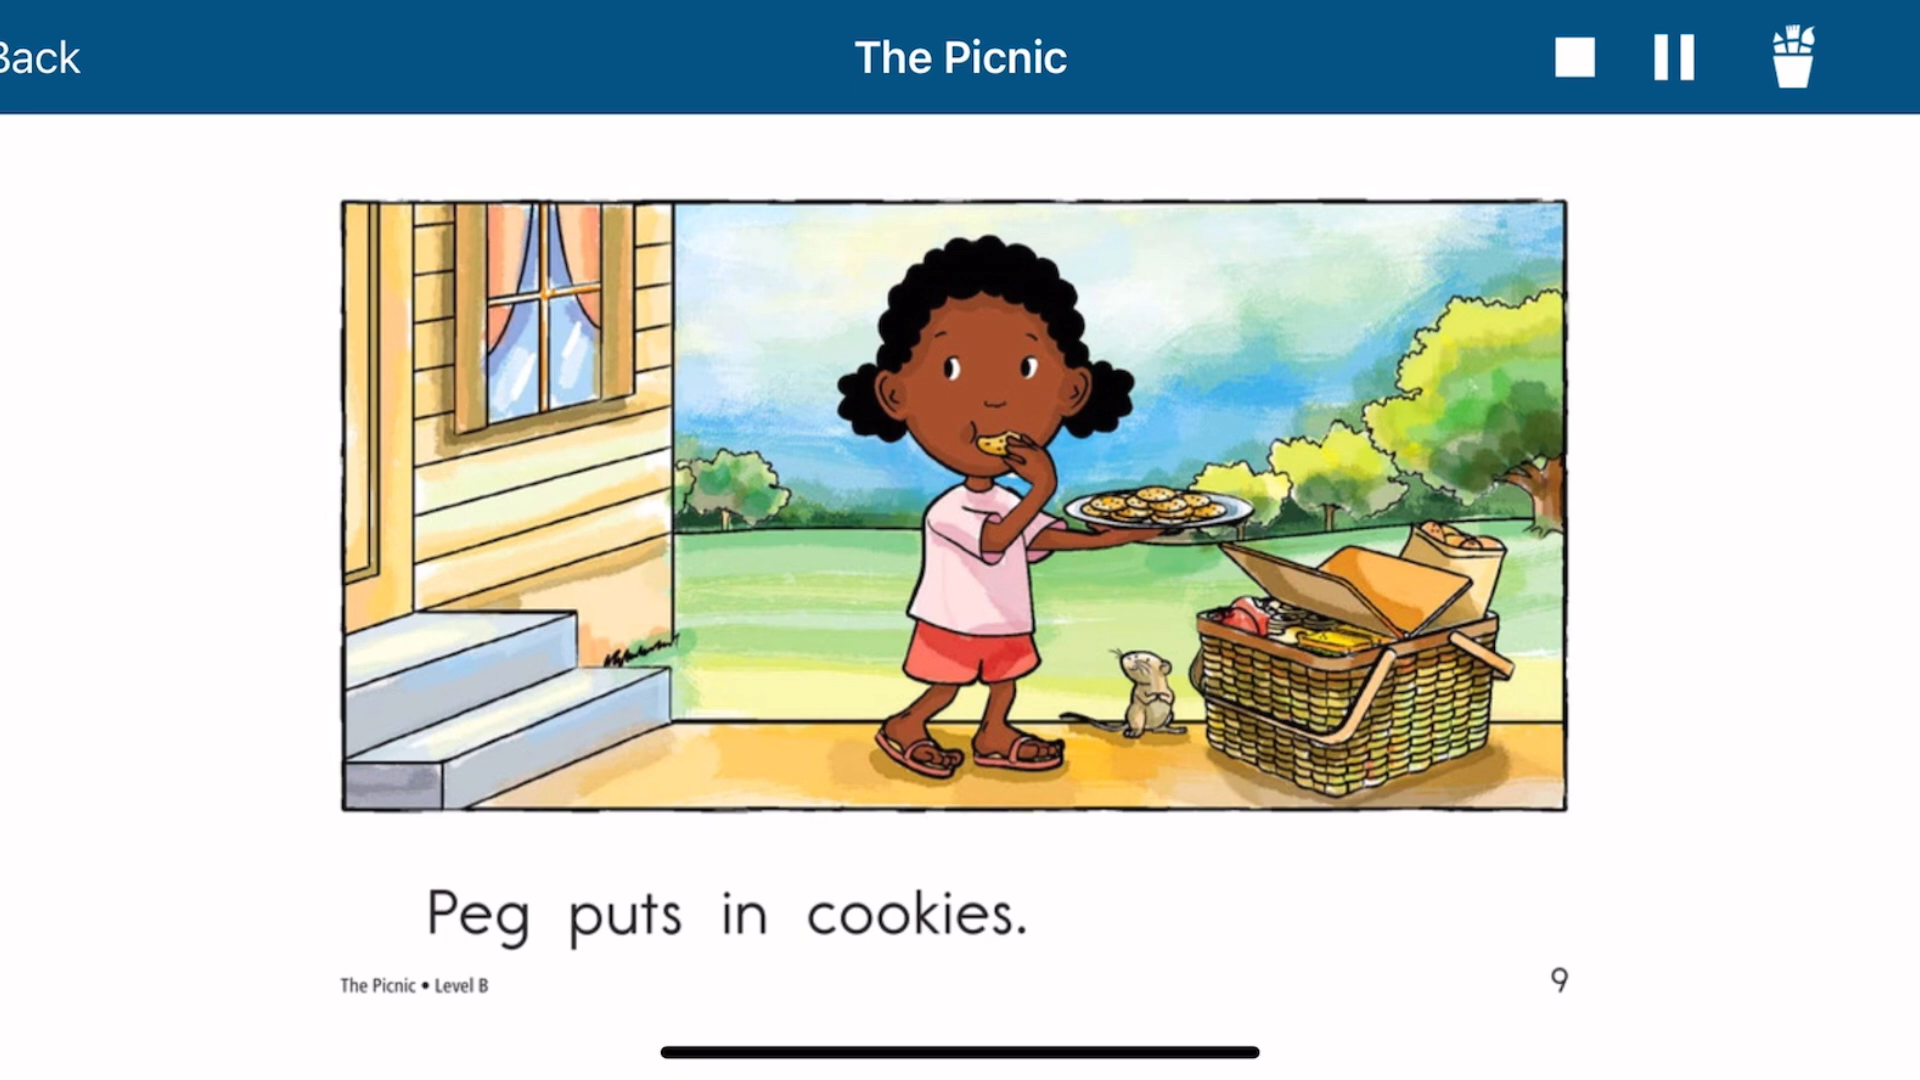 Back
The Picnic
Peg puts in cookies.
The Picnic • Level B
9